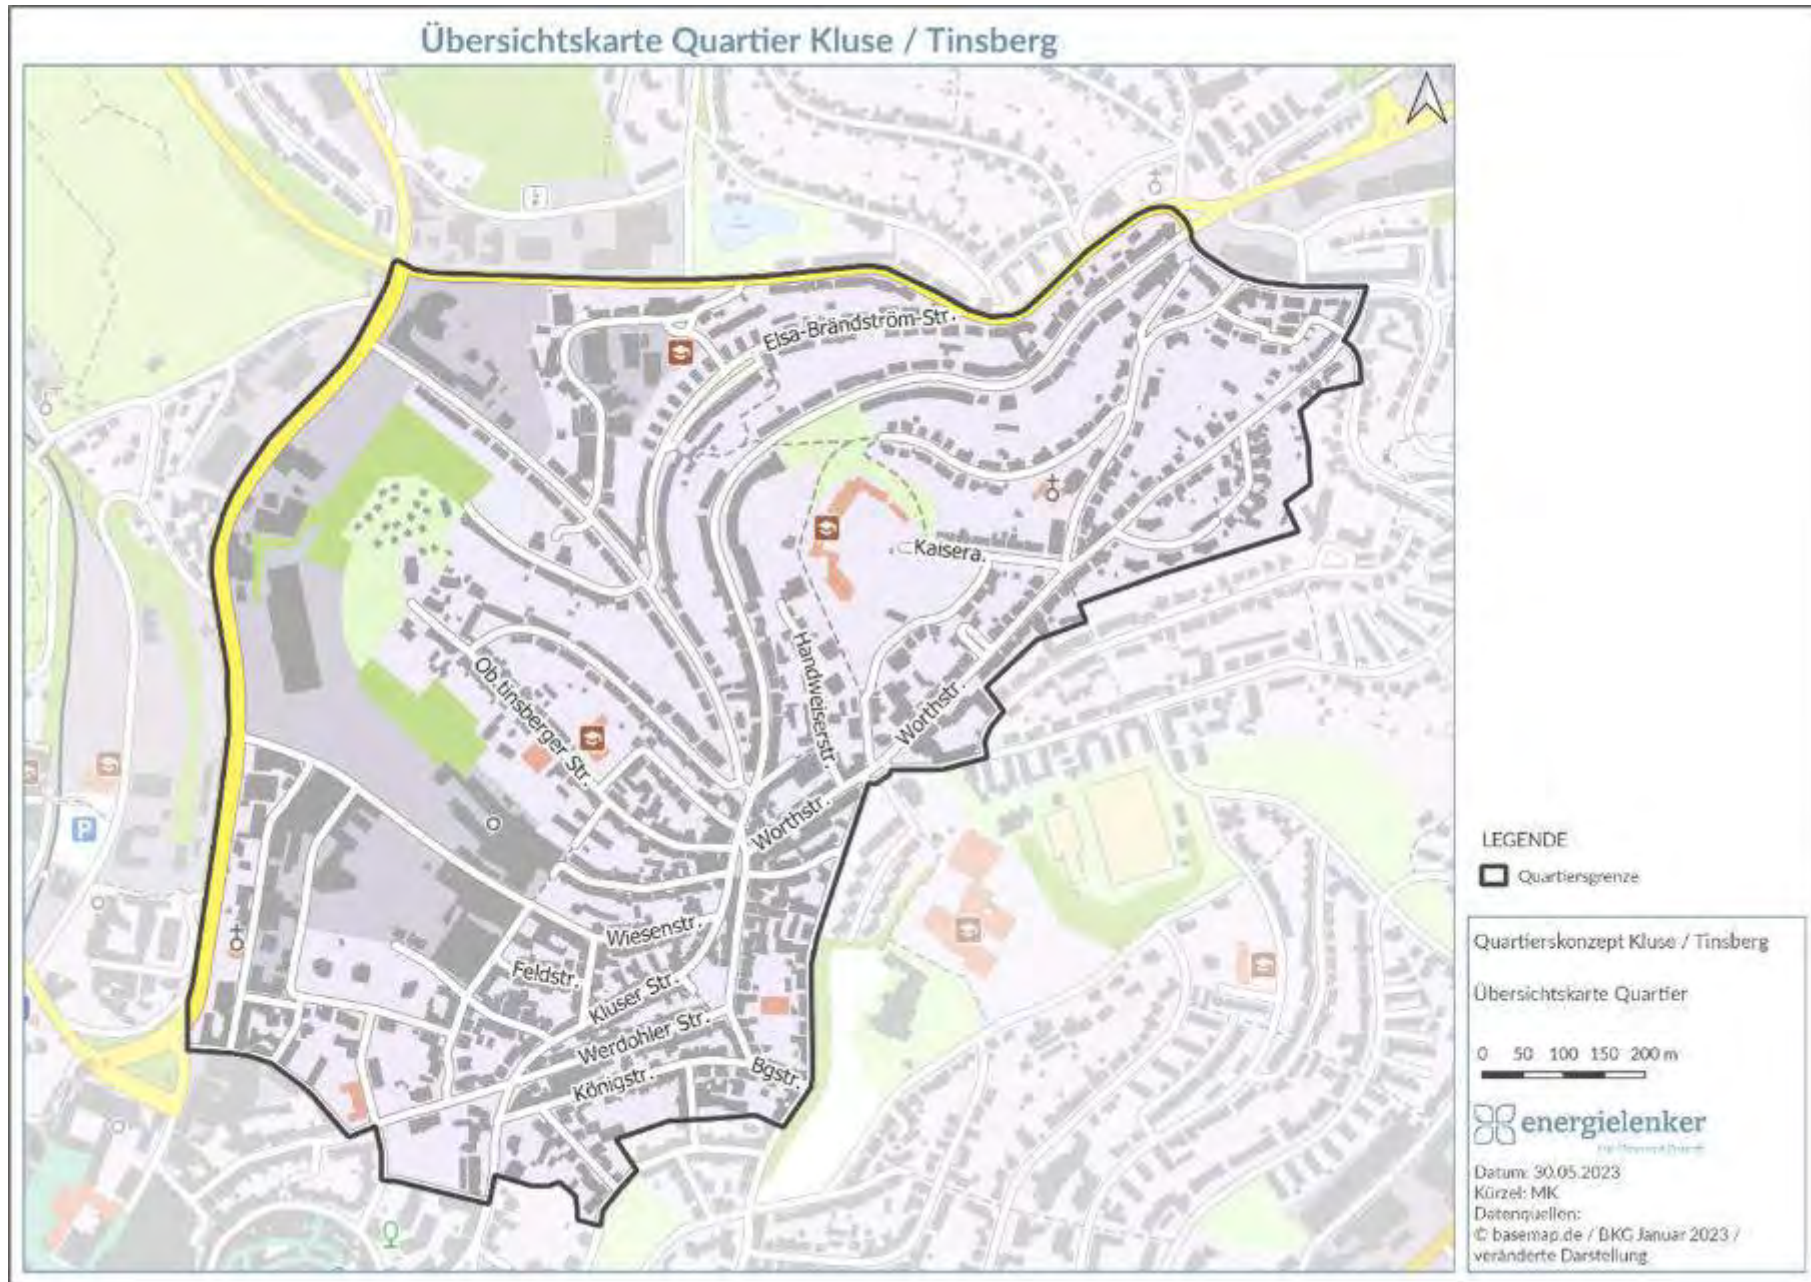 Übersichtskarte Quartier Kluse / Tinsberg
Elsa-Brändström-Str.
Kaisera.
Handweiserstr.
Ob.tinsberger Str.
Worthstr.
Worthstr.
Wiesenstr.
Feldstr.
Kluser Str.
Werdohler Str.
Königstr.
Bgstr.
P
LEGENDE
Quartiersgrenze
Quartierskonzept Kluse / Tinsberg
Übersichtskarte Quartier
0 50 100 150 200 m
energielenker
Datum: 30.05.2023
Kürzel: MK
Datenquellen:
© basemap.de / BKG Januar 2023 /
veränderte Darstellung